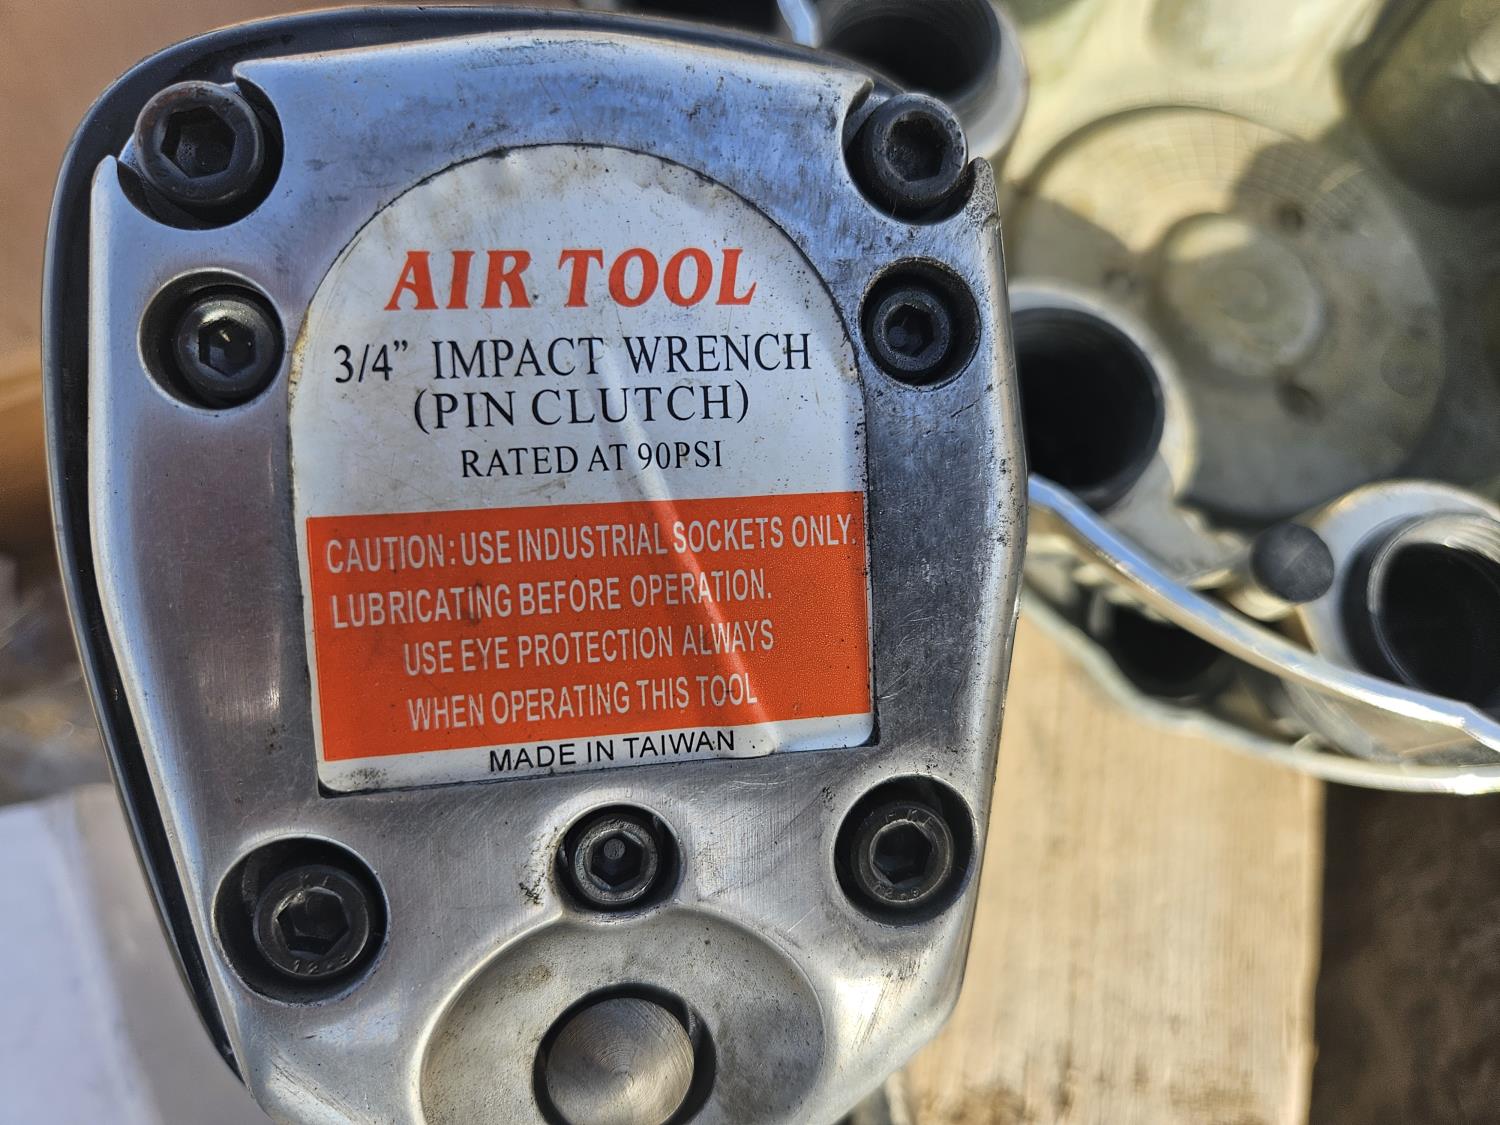 AIR TOOL
3/4” IMPACT WRENCH
(PIN CLUTCH)
RATED AT 90PSI
CAUTION: USE INDUSTRIAL SOCKETS ONLY.
LUBRICATING BEFORE OPERATION.
USE EYE PROTECTION ALWAYS
WHEN OPERATING THIS TOOL
MADE IN TAIWAN